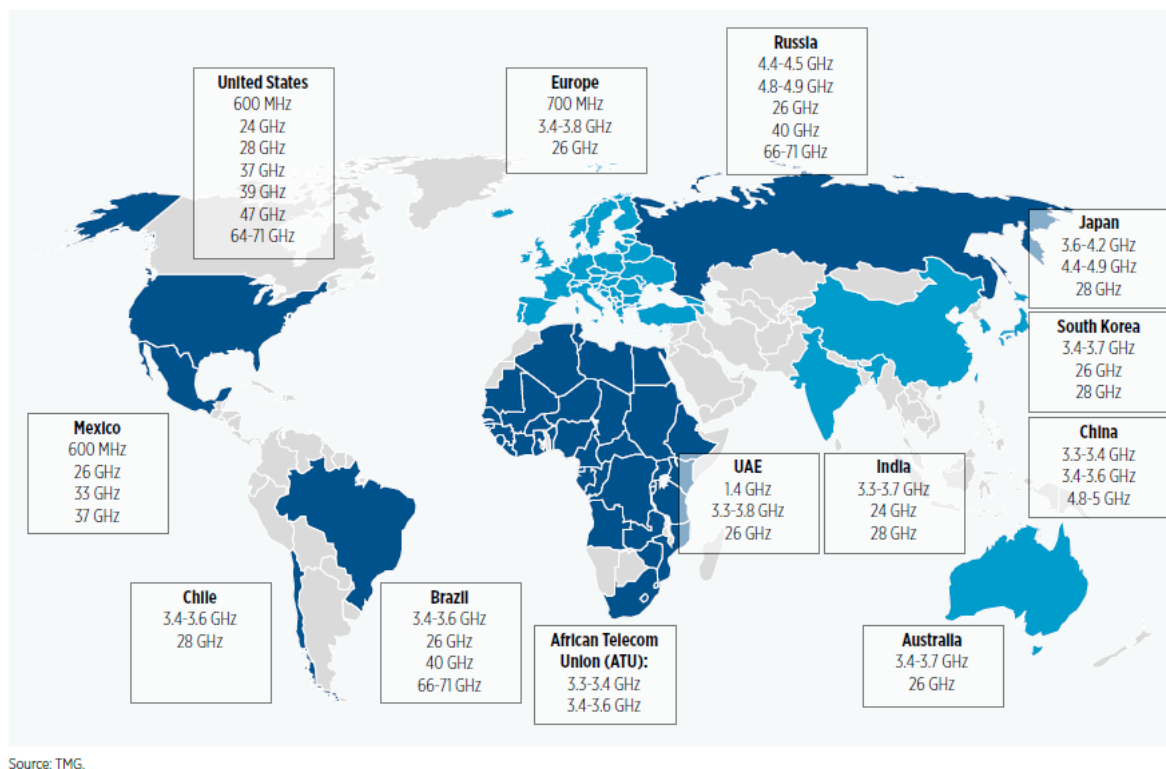 United States
600 MHz
24 GHz
28 GHz
37 GHz
39 GHz
47 GHz
64-71 GHz
Europe
700 MHz
3.4-3.8 GHz
26 GHz
Russia
4.4-4.5 GHz
4.8-4.9 GHz
26 GHz
40 GHz
66-71 GHz
Japan
3.6-4.2 GHz
4.4-4.9 GHz
28 GHz
South Korea
3.4-3.7 GHz
26 GHz
28 GHz
China
3.3-3.4 GHz
3.4-3.6 GHz
4.8-5 GHz
Mexico
600 MHz
26 GHz
33 GHz
37 GHz
UAE
1.4 GHz
3.3-3.8 GHz
26 GHz
India
3.3-3.7 GHz
24 GHz
28 GHz
Chile
3.4-3.6 GHz
28 GHz
Brazil
3.4-3.6 GHz
26 GHz
40 GHz
66-71 GHz
African Telecom
Union (ATU):
3.3-3.4 GHz
3.4-3.6 GHz
Australia
3.4-3.7 GHz
26 GHz
Source: TMG.